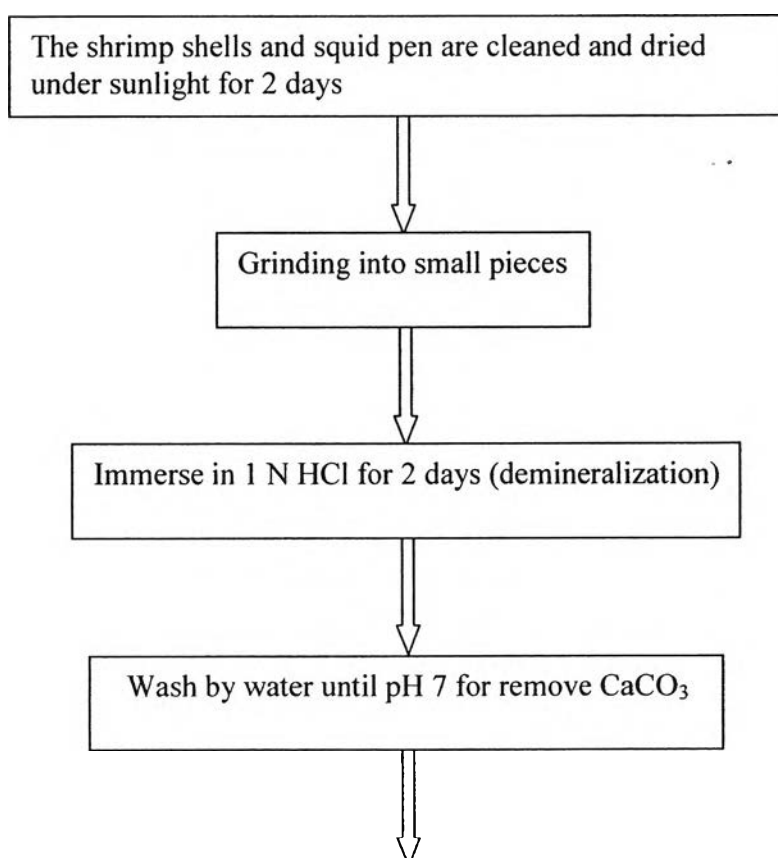 The shrimp shells and squid pen are cleaned and dried
under sunlight for 2 days
Grinding into small pieces
Immerse in 1 N HCl for 2 days (demineralization)
Wash by water until pH 7 for remove CaCO₃